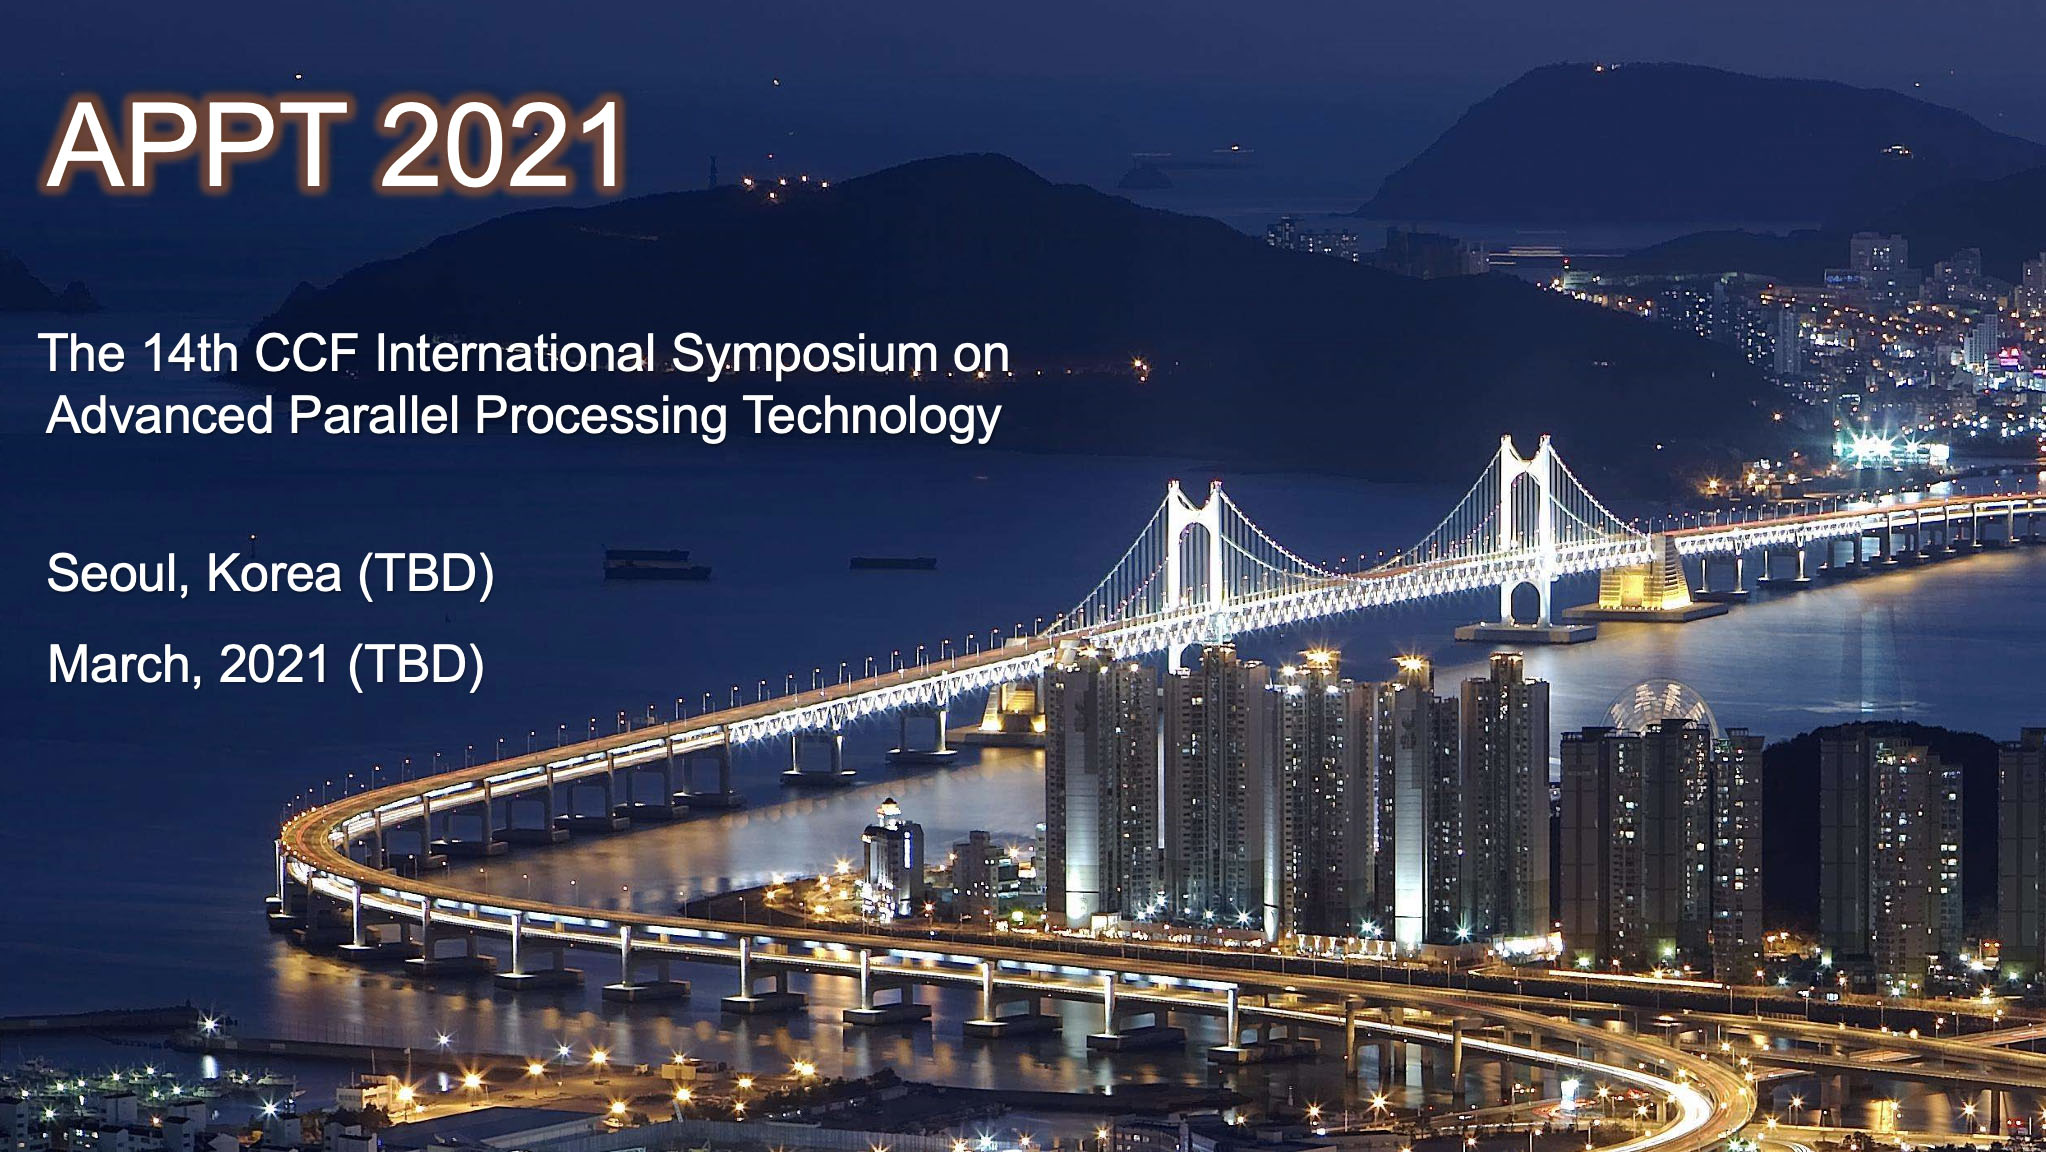 APPT 2021
The 14th CCF International Symposium on
Advanced Parallel Processing Technology
Seoul, Korea (TBD)
March, 2021 (TBD)